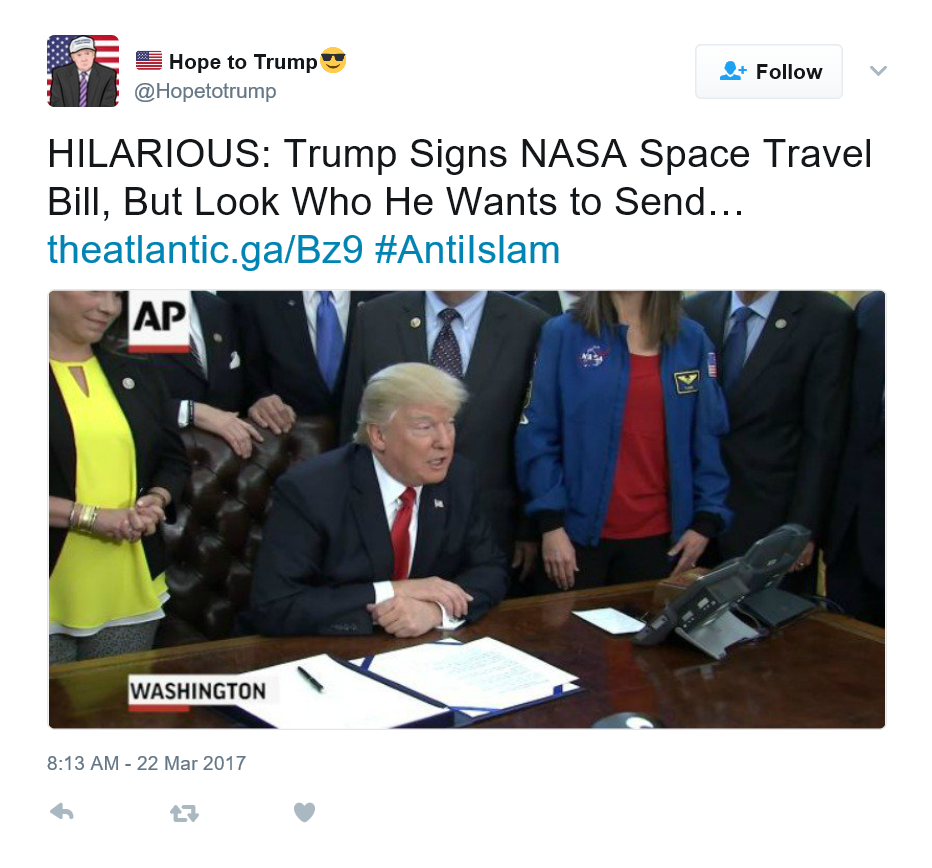 Hope to Trump😎
@Hopetotrump
Follow
HILARIOUS: Trump Signs NASA Space Travel
Bill, But Look Who He Wants to Send…
theatlantic.ga/Bz9 #AntiIslam
AP
NASA
WASHINGTON
8:13 AM - 22 Mar 2017